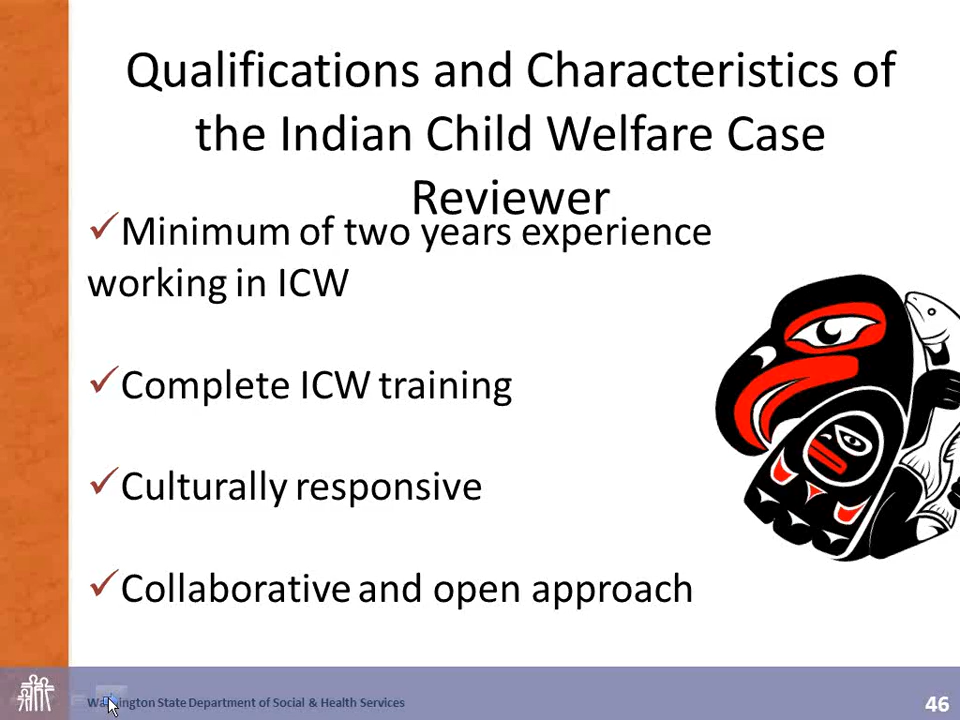 Qualifications and Characteristics of
the Indian Child Welfare Case
Reviewer
✓Minimum of two years experience
working in ICW
✓Complete ICW training
✓Culturally responsive
✓Collaborative and open approach
Washington State Department of Social & Health Services
46